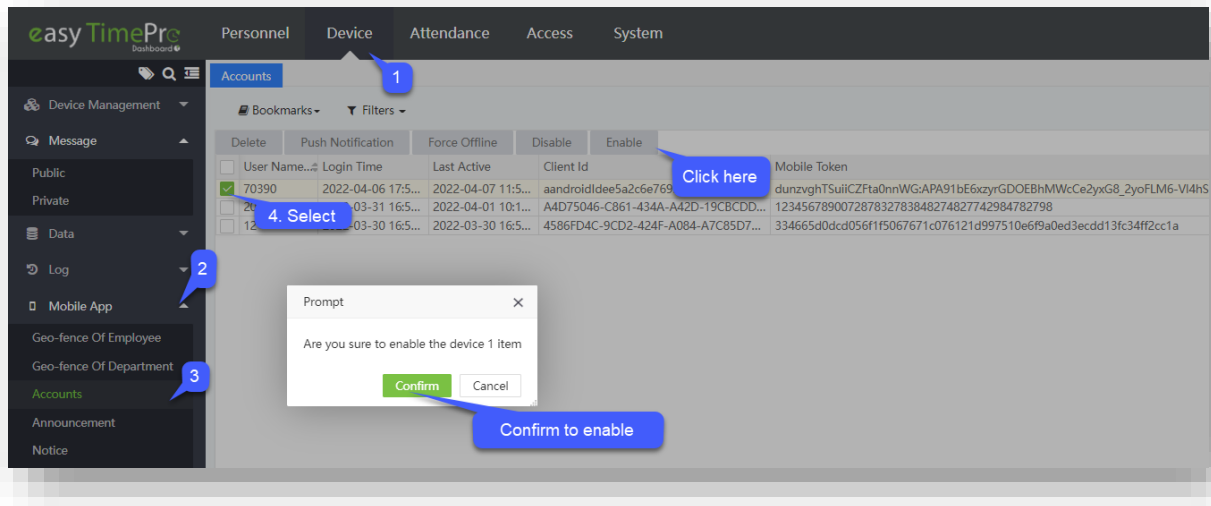 easy TimePro
Dashboard
Personnel Device Attendance Access System
Accounts
1
Device Management
Bookmarks Filters
Message
Delete Push Notification Force Offline Disable Enable
Click here
User Name... Login Time Last Active Client Id Mobile Token
Public
70390 2022-04-06 17:5... 2022-04-07 11:5... aandroidIdee5a2c6e769 dunzvghTSuiiCZFta0nnWG:APA91bE6xzyrGDOEBhMWcCe2yxG8_2yoFLM6-VI4hS
Private
20 -03-31 16:5... 2022-04-01 10:1... A4D75046-C861-434A-A42D-19CBCDD... 12345678900728783278384827482774298478​2798
4. Select
12 -03-30 16:5... 2022-03-30 16:5... 4586FD4C-9CD2-424F-A084-A7C85D7... 334665d0dcd056f1f5067671c076121d997510e6f9a0ed3ecdd13fc34ff2cc1a
Data
Log
2
Mobile App
Prompt
Geo-fence Of Employee
Are you sure to enable the device 1 item
Geo-fence Of Department
3
Confirm Cancel
Accounts
Announcement
Confirm to enable
Notice